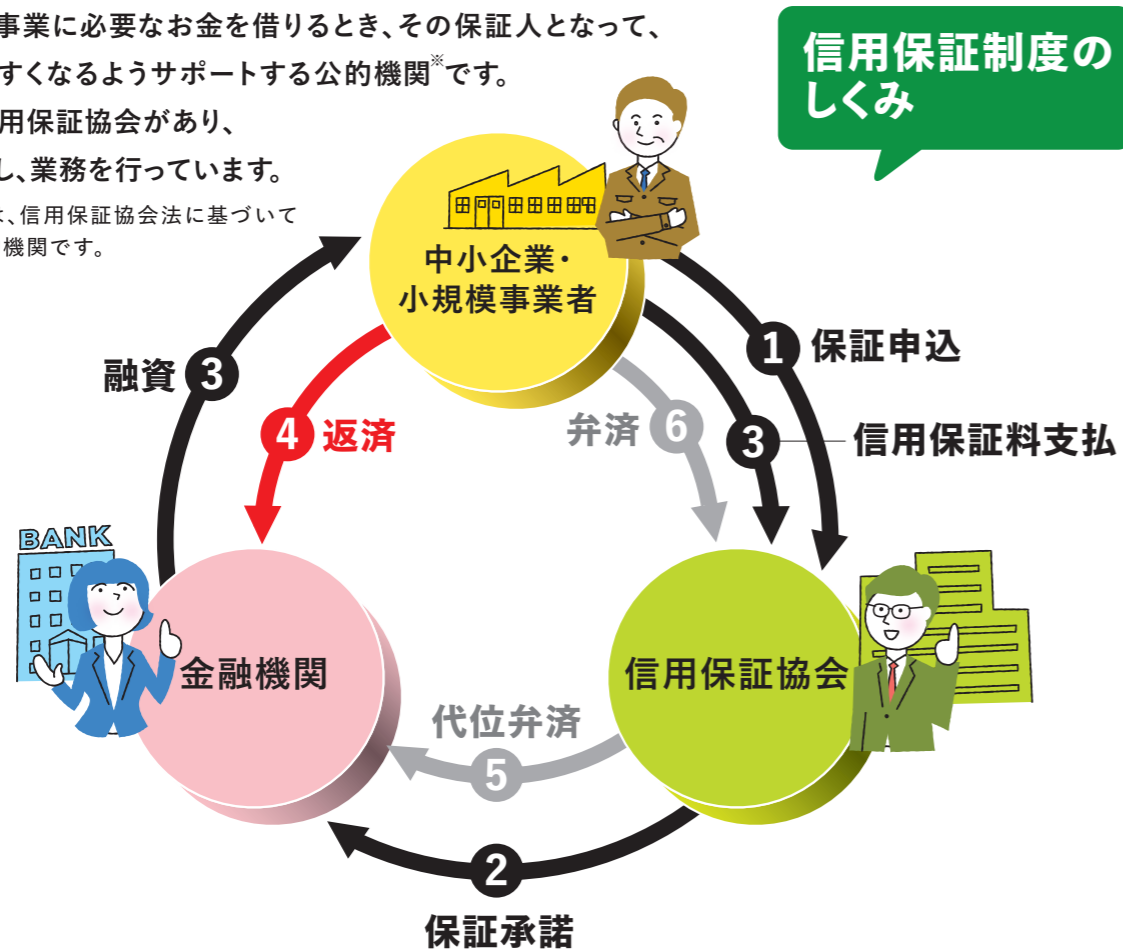 事業に必要なお金を借りるとき、その保証人となって、
すくなるようサポートする公的機関※です。
用保証協会があり、
し、業務を行っています。
、信用保証協会法に基づいて
機関です。
信用保証制度の
しくみ
中小企業・
小規模事業者
1 保証申込
融資 3
4 返済
弁済 6
3 信用保証料支払
BANK
金融機関
信用保証協会
代位弁済
5
2
保証承諾